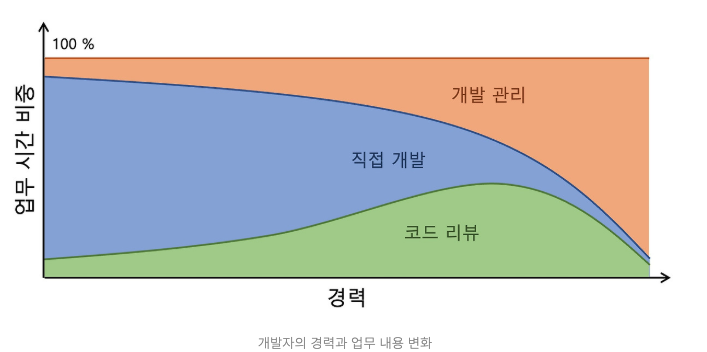 100 %
업무 시간 비중
개발 관리
직접 개발
코드 리뷰
경력
개발자의 경력과 업무 내용 변화